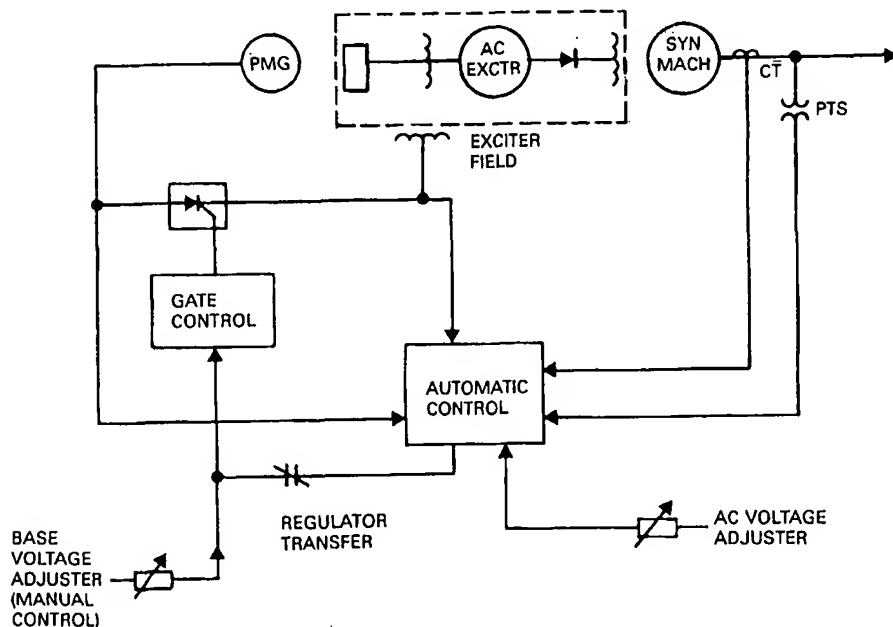 PMG
AC
EXCTR
SYN
MACH
CT
PTS
EXCITER
FIELD
GATE
CONTROL
AUTOMATIC
CONTROL
REGULATOR
TRANSFER
BASE
VOLTAGE
ADJUSTER
(MANUAL
CONTROL)
AC VOLTAGE
ADJUSTER